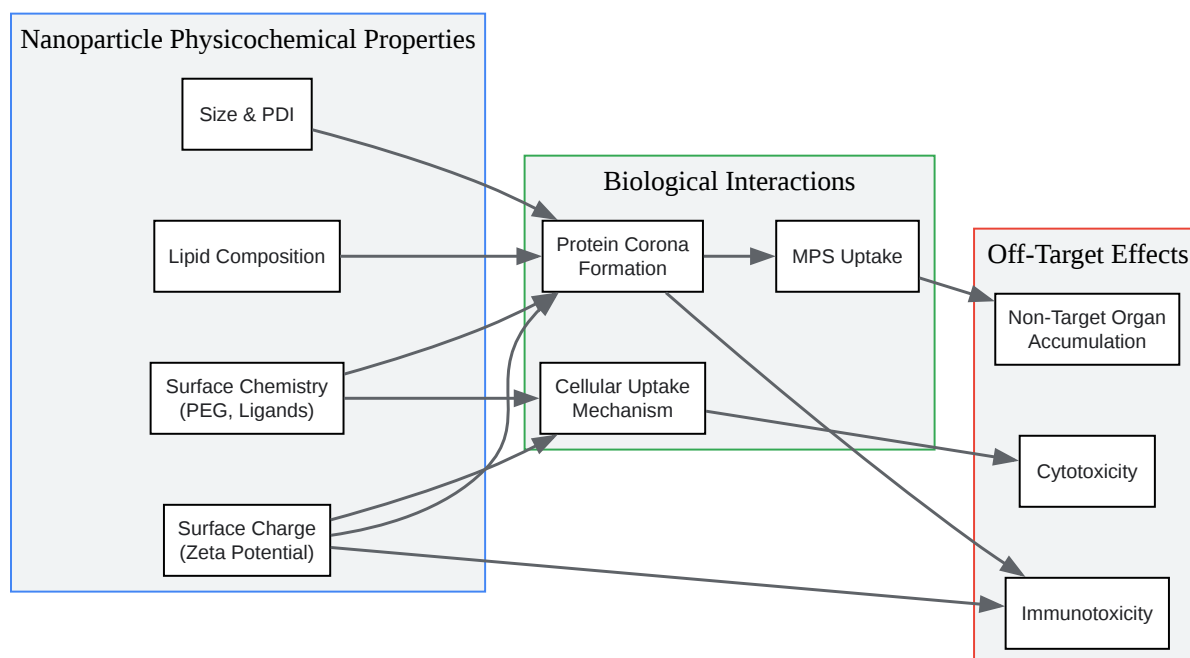 Nanoparticle Physicochemical Properties
Size & PDI
Lipid Composition
Surface Chemistry
(PEG, Ligands)
Surface Charge
(Zeta Potential)
Biological Interactions
Protein Corona
Formation
MPS Uptake
Cellular Uptake
Mechanism
Off-Target Effects
Non-Target Organ
Accumulation
Cytotoxicity
Immunotoxicity